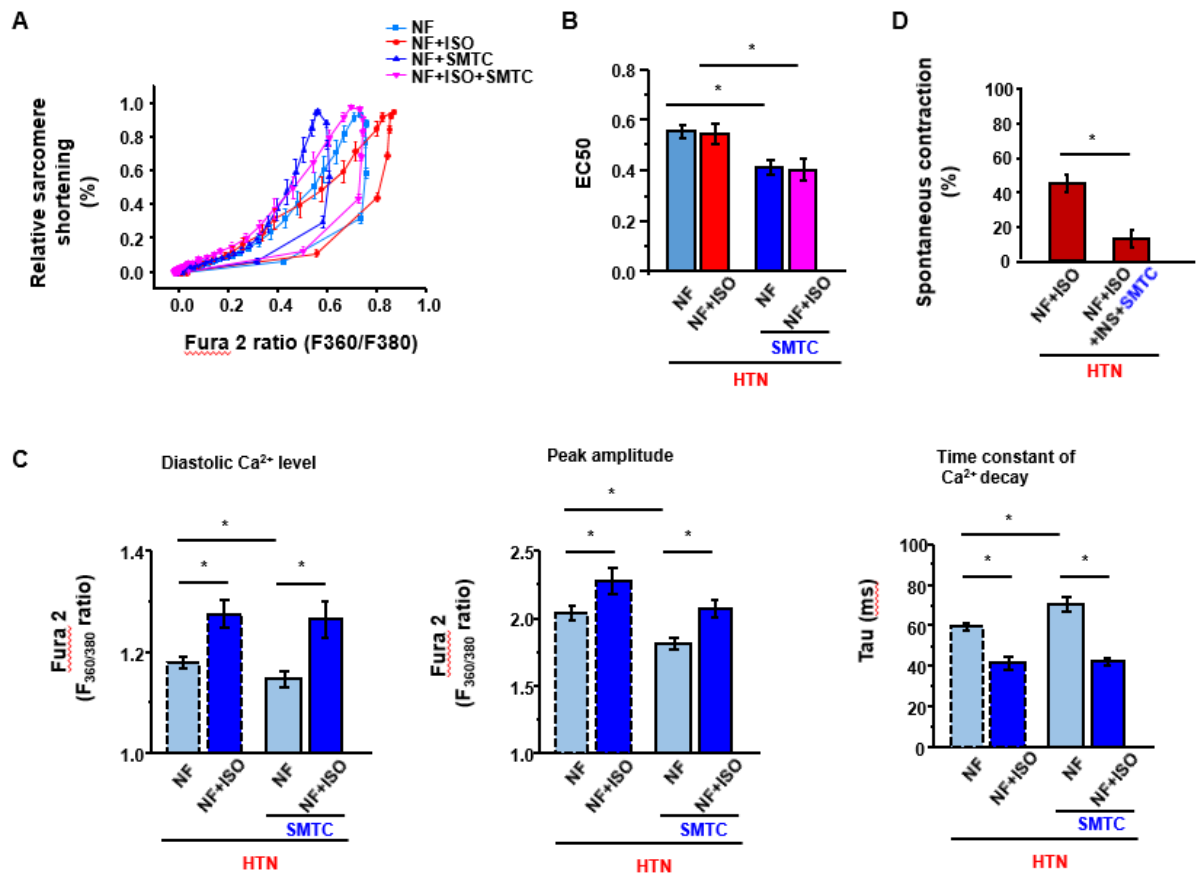 A
NF
NF+ISO
NF+SMTC
NF+ISO+SMTC
Relative sarcomere
shortening
(%)
1.0
0.8
0.6
0.4
0.2
0.0
0.0
0.2
0.4
0.6
0.8
1.0
Fura 2 ratio (F360/F380)
B
*
*
EC50
0.8
0.6
0.4
0.2
0.0
NF
NF+ISO
NF
NF+ISO
SMTC
HTN
D
Spontaneous contraction
(%)
100
80
60
40
20
0
*
NF+ISO
NF+ISO
+INS+SMTC
HTN
C
Diastolic Ca²⁺ level
*
*
*
Fura 2
(F360/380 ratio)
1.4
1.2
1.0
NF
NF+ISO
NF
NF+ISO
SMTC
HTN
Peak amplitude
*
*
*
Fura 2
(F360/380 ratio)
2.5
2.0
1.5
1.0
NF
NF+ISO
NF
NF+ISO
SMTC
HTN
Time constant of
Ca²⁺ decay
*
*
*
Tau (ms)
100
80
60
40
20
0
NF
NF+ISO
NF
NF+ISO
SMTC
HTN